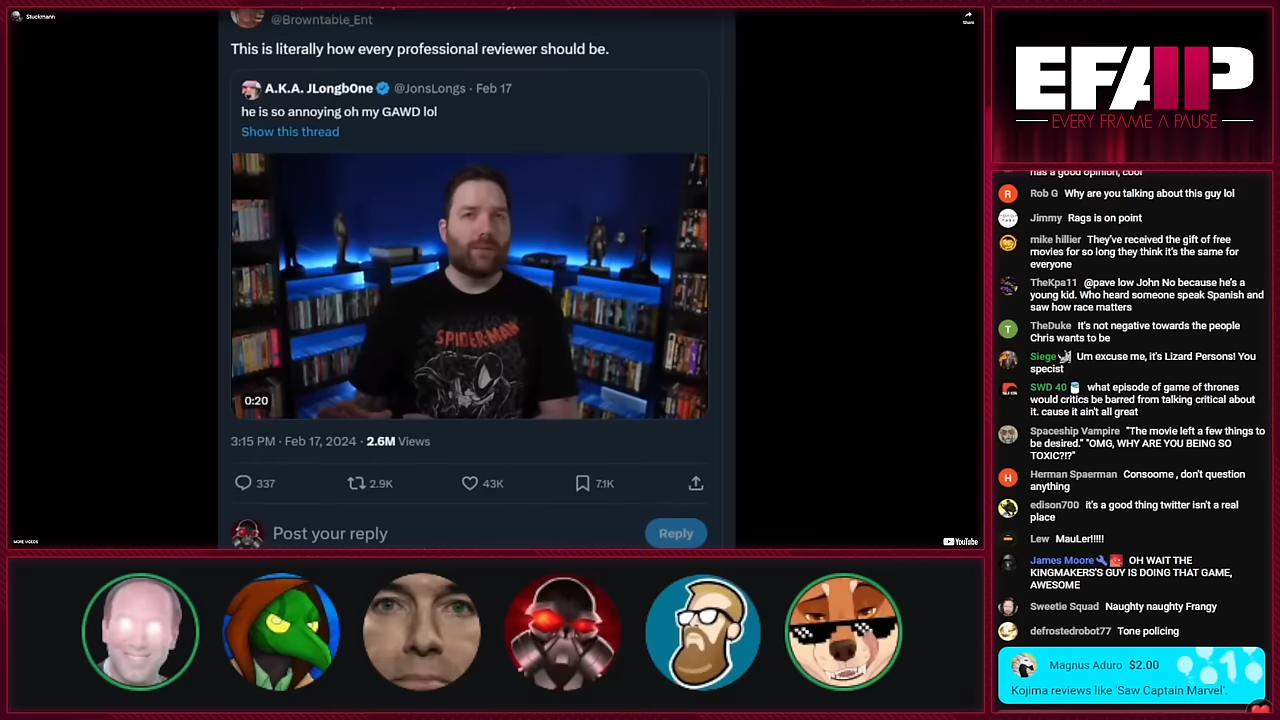 Stuckmann
Share
@Browntable_Ent
This is literally how every professional reviewer should be.
A.K.A. JLongbOne @JonsLongs · Feb 17
he is so annoying oh my GAWD lol
Show this thread
SPIDER-MAN
0:20
3:15 PM · Feb 17, 2024 · 2.6M Views
337 2.9K 43K 7.1K
Post your reply
Reply
MORE VIDEOS
YouTube
EFAP
EVERY FRAME A PAUSE
has a good opinion, cool
R
Rob G Why are you talking about this guy lol
Jimmy Rags is on point
mike hillier They've received the gift of free
movies for so long they think it's the same for
everyone
TheKpa11 @pave low John No because he's a
young kid. Who heard someone speak Spanish and
saw how race matters
T
TheDuke It's not negative towards the people
Chris wants to be
Siege Um excuse me, it's Lizard Persons! You
specist
SWD 40 what episode of game of thrones
would critics be barred from talking critical about
it. cause it ain't all great
Spaceship Vampire "The movie left a few things to
be desired." "OMG, WHY ARE YOU BEING SO
TOXIC?!?"
H
Herman Spaerman Consoome , don't question
anything
edison700 it's a good thing twitter isn't a real
place
Lew MauLer!!!!!
James Moore OH WAIT THE
KINGMAKERS'S GUY IS DOING THAT GAME,
AWESOME
Sweetie Squad Naughty naughty Frangy
defrostedrobot77 Tone policing
Magnus Aduro $2.00
Kojima reviews like 'Saw Captain Marvel'.